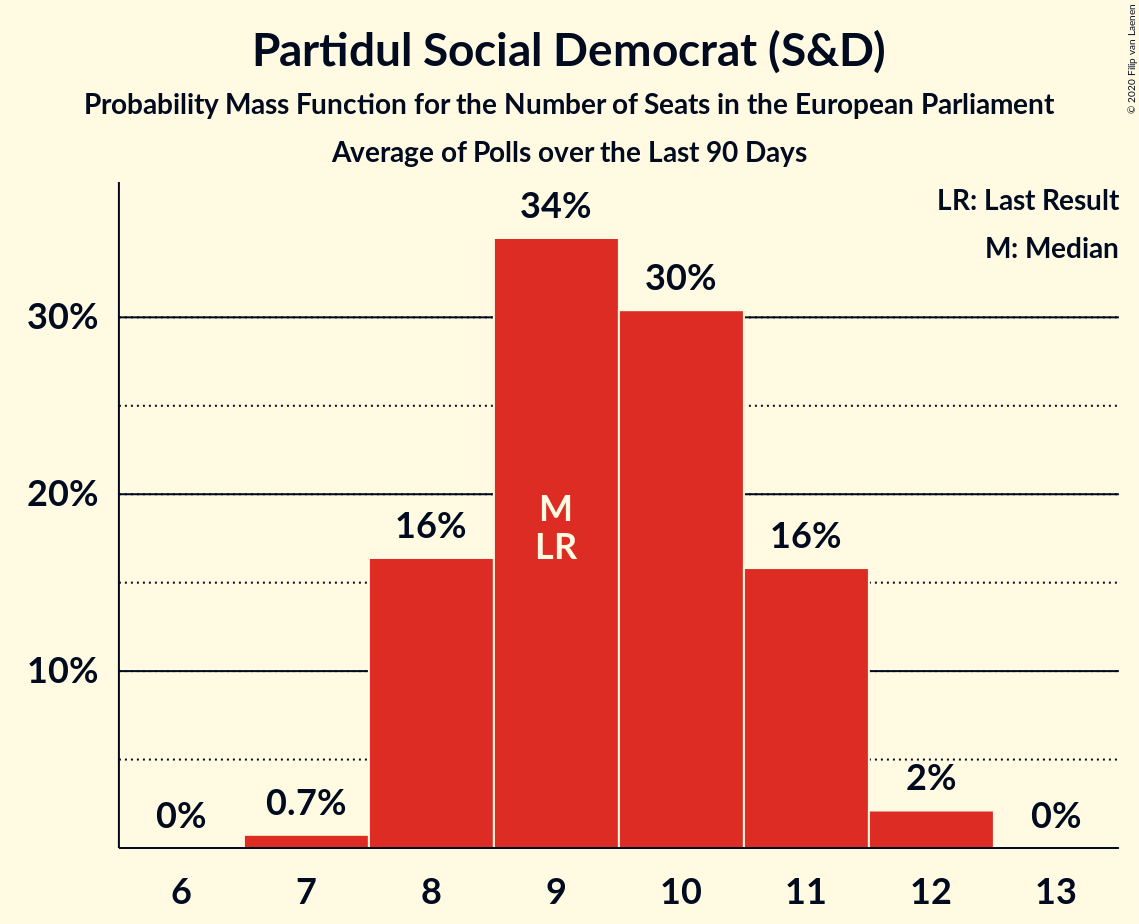 Partidul Social Democrat (S&D)
Probability Mass Function for the Number of Seats in the European Parliament
Average of Polls over the Last 90 Days
© 2020 Filip van Laenen
LR: Last Result
M: Median
34%
30%
30%
20%
16%
M
LR
16%
10%
0%
0.7%
2%
0%
6 7 8 9 10 11 12 13